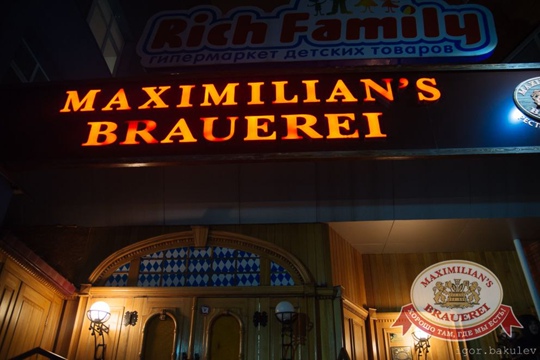 Rich Family
гипермаркет детских товаров
MAXIMILIAN'S
BRAUEREI
MAXIMILIAN'S
BRAUEREI
ХОРОШО ТАМ, ГДЕ МЫ ЕСТЬ!
gor.bakulev